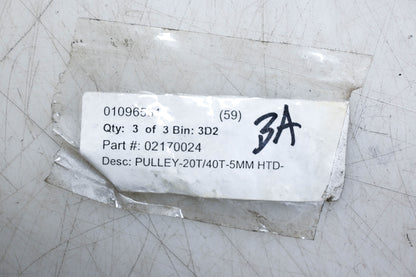 (59)
Qty: 3 of 3 Bin: 3D2
3A
Part #: 02170024
Desc: PULLEY-20T/40T-5MM HTD-